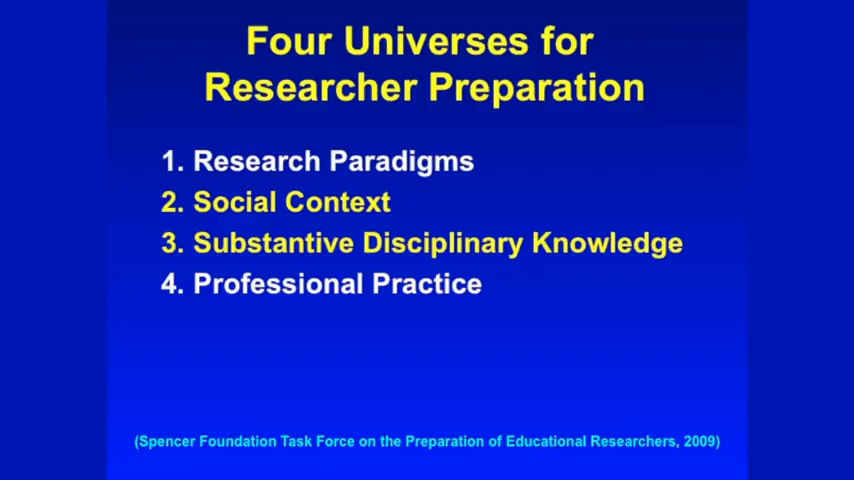 Four Universes for
Researcher Preparation
1. Research Paradigms
2. Social Context
3. Substantive Disciplinary Knowledge
4. Professional Practice
(Spencer Foundation Task Force on the Preparation of Educational Researchers, 2009)